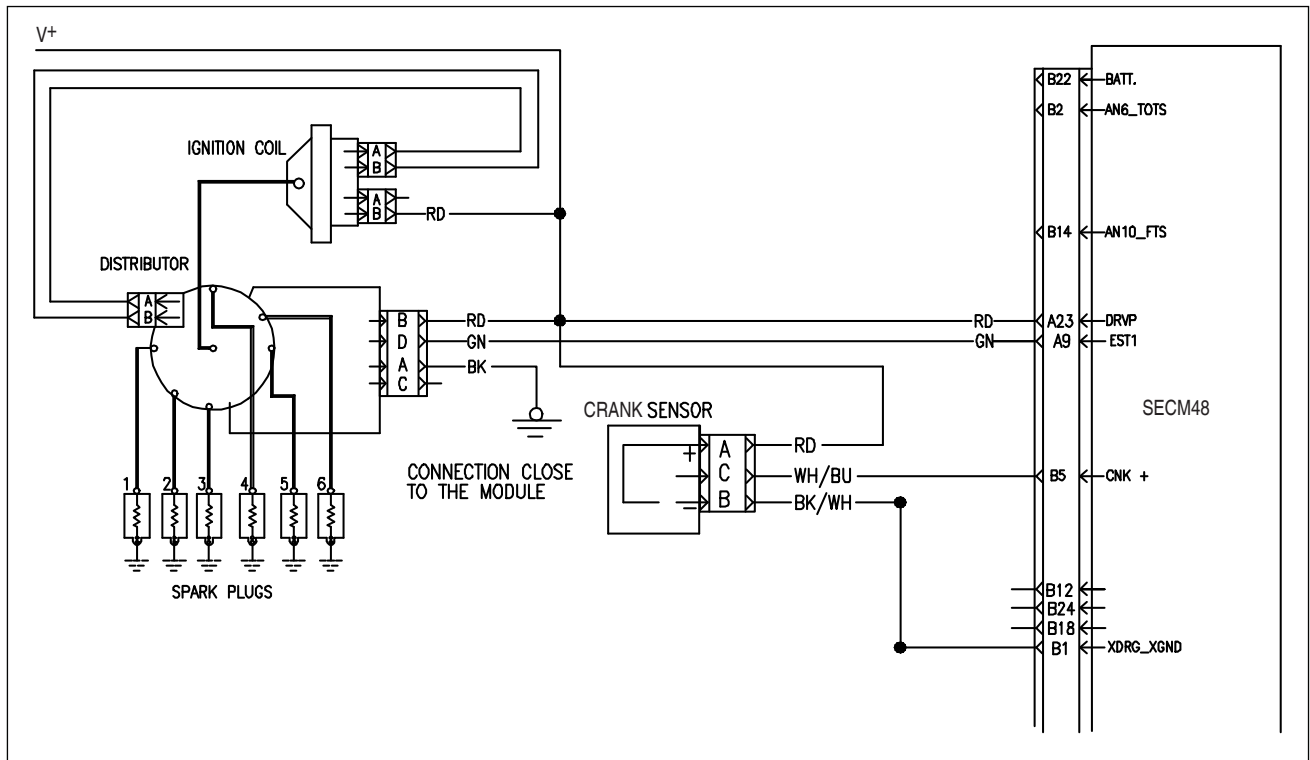 V+
B22 BATT.
B2 AN6_TOTS
IGNITION COIL
A
B
A
B RD
B14 AN10_FTS
DISTRIBUTOR
A
B
B RD RD A23 DRVP
D GN GN A9 EST1
A BK
C
CRANK SENSOR
SECM48
CONNECTION CLOSE
TO THE MODULE
+ A RD
C WH/BU B5 CNK +
- B BK/WH
1 2 3 4 5 6
SPARK PLUGS
B12
B24
B18
B1 XDRG_XGND